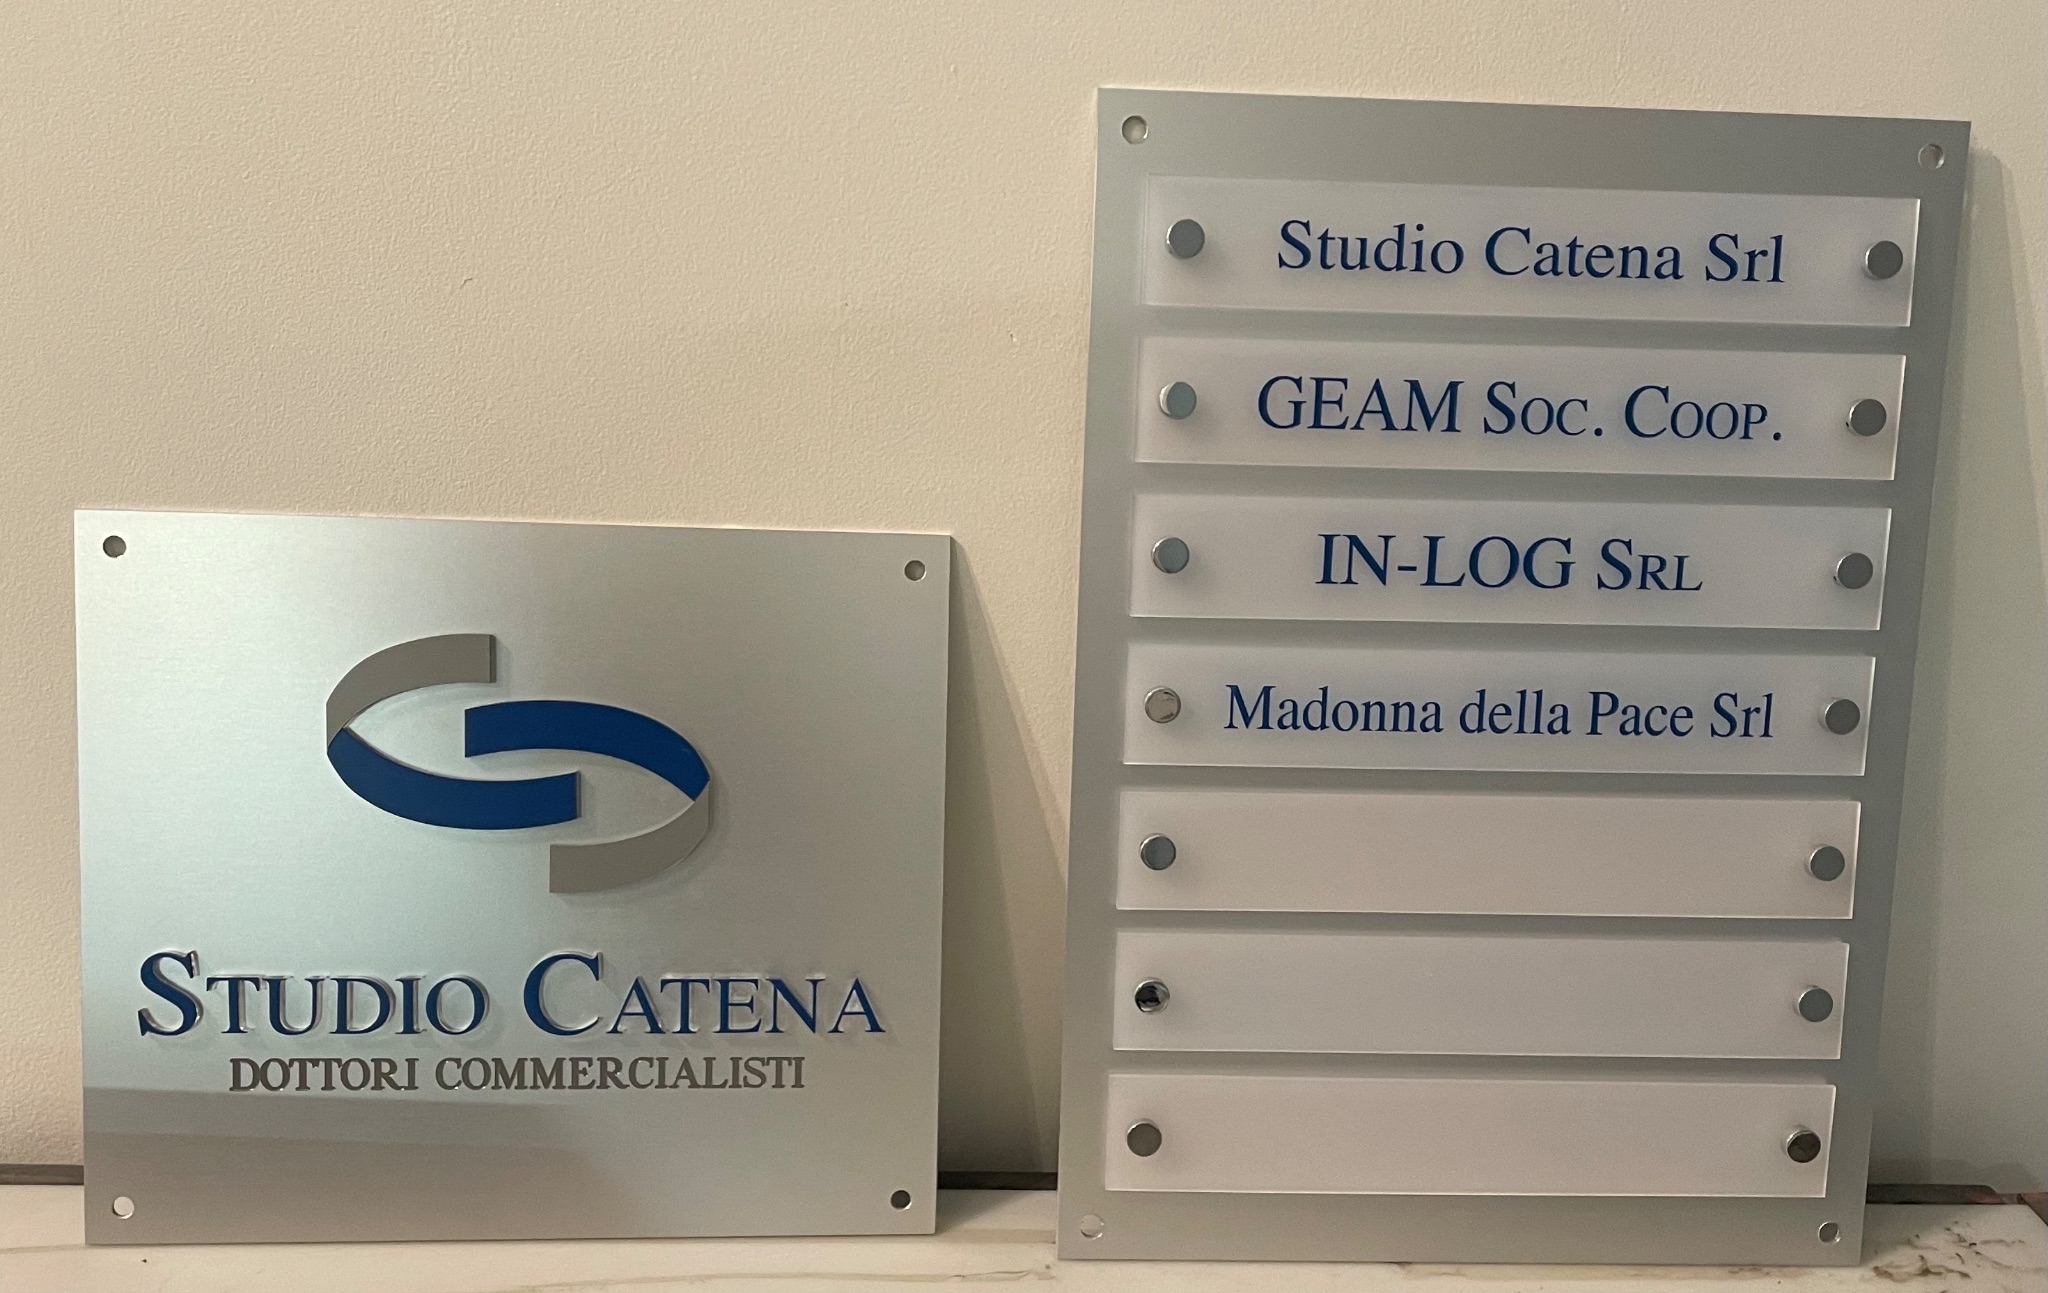 STUDIO CATENA
DOTTORI COMMERCIALISTI
Studio Catena Srl
GEAM SOC. COOP.
IN-LOG SRL
Madonna della Pace Srl